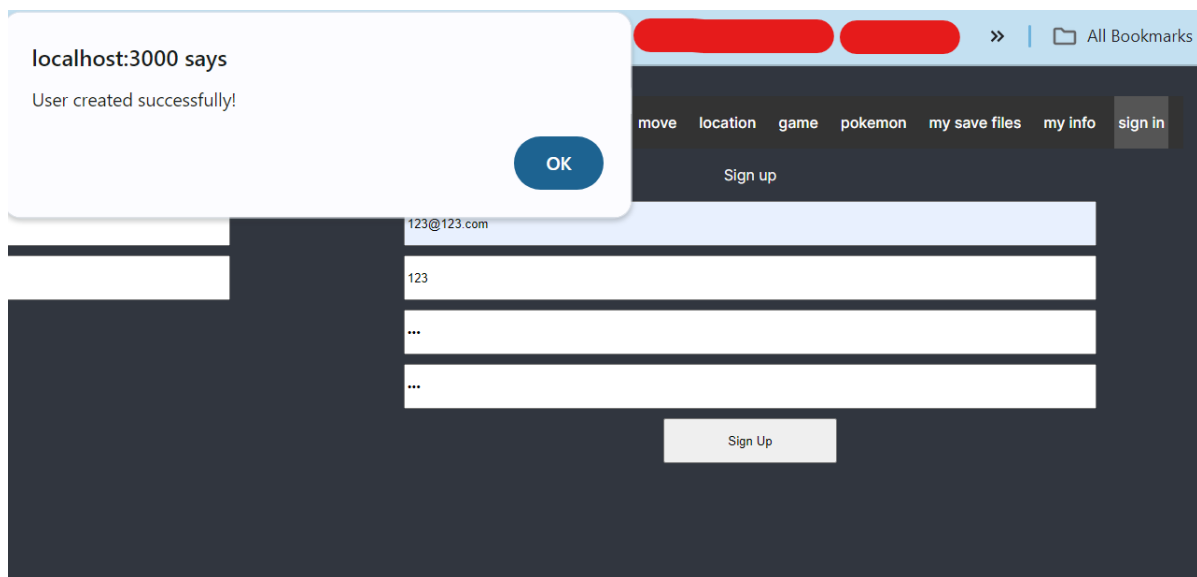 » All Bookmarks
localhost:3000 says
User created successfully!
OK
move location game pokemon my save files my info sign in
Sign up
123@123.com
123
•••
•••
Sign Up